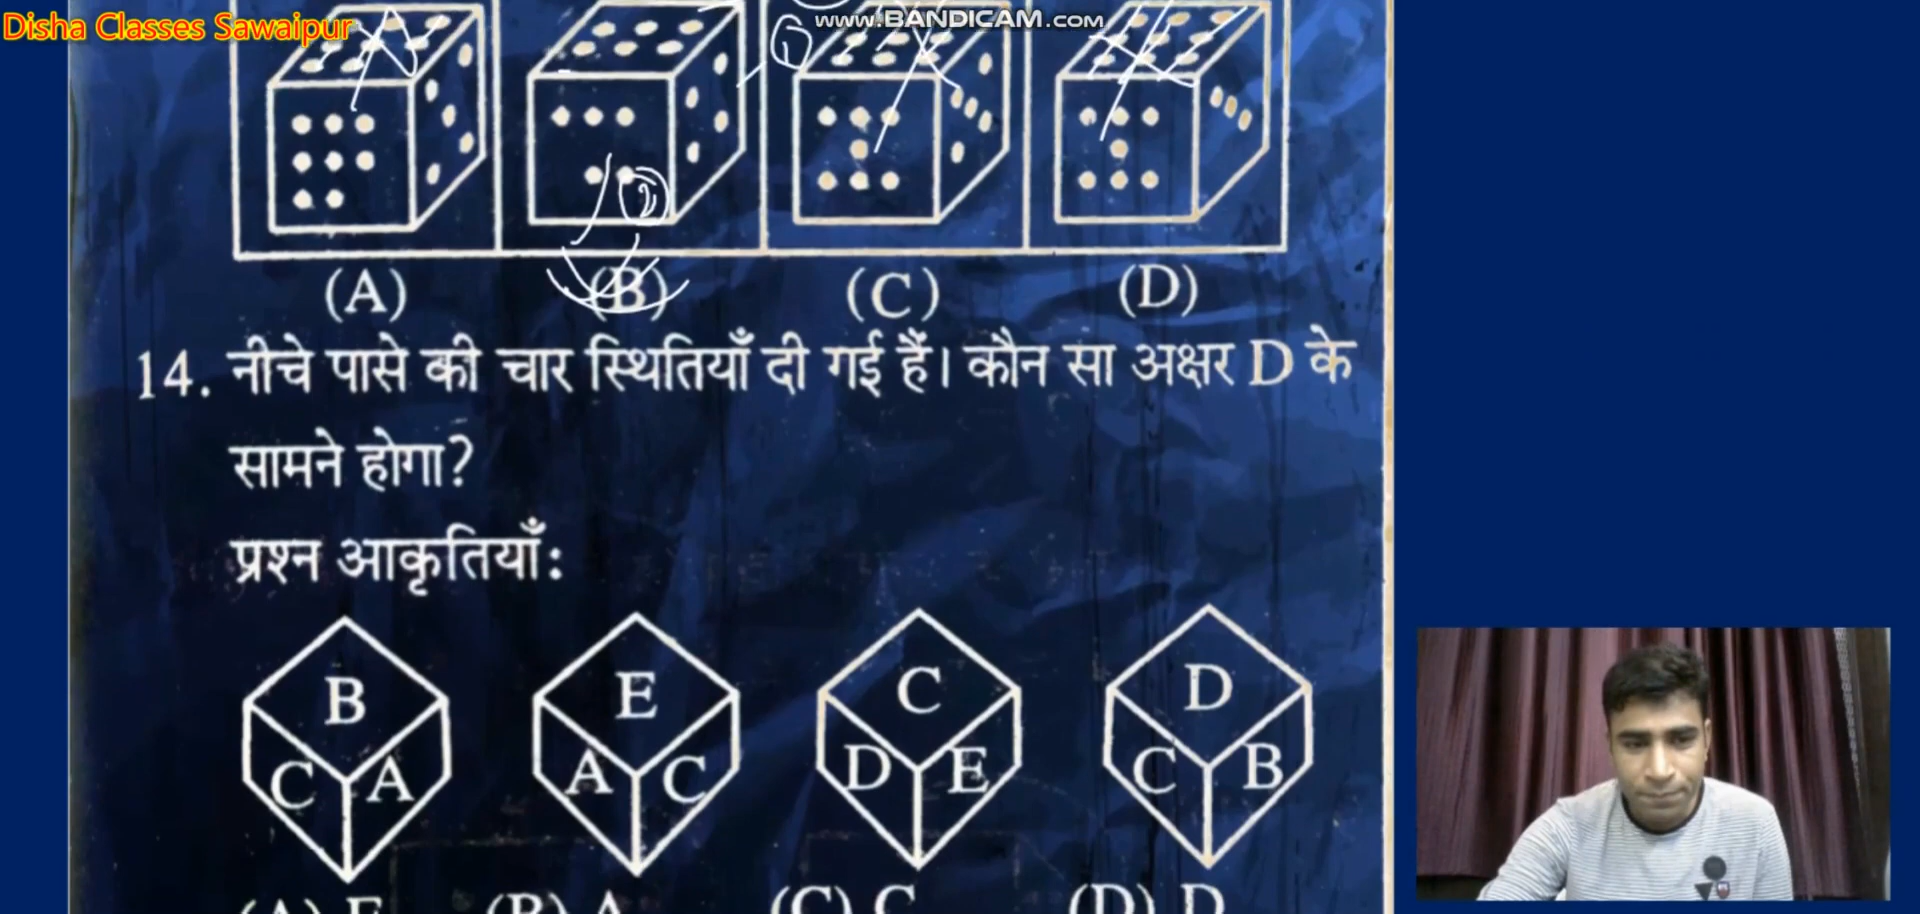 Disha Classes Sawaipur
www.BANDICAM.com
(A) (B) (C) (D)
14. नीचे पासे की चार स्थितियाँ दी गई हैं। कौन सा अक्षर D के
सामने होगा?
प्रश्न आकृतियाँ:
B E C D
C A A C D E C B
(B) A (C) C (D) D